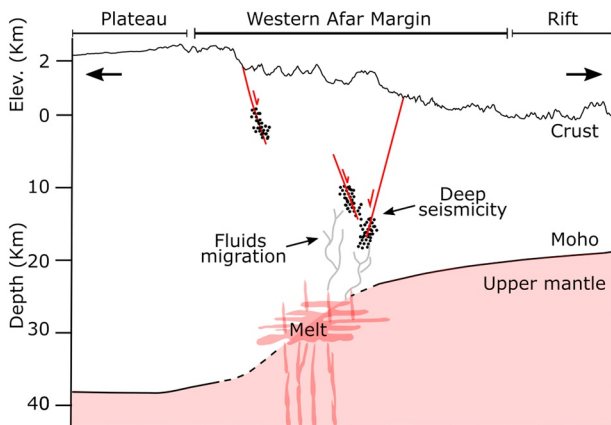 Plateau
Western Afar Margin
Rift
Elev. (Km)
2
0
Crust
10
Deep
seismicity
Fluids
migration
Moho
20
Upper mantle
Depth (Km)
Melt
30
40